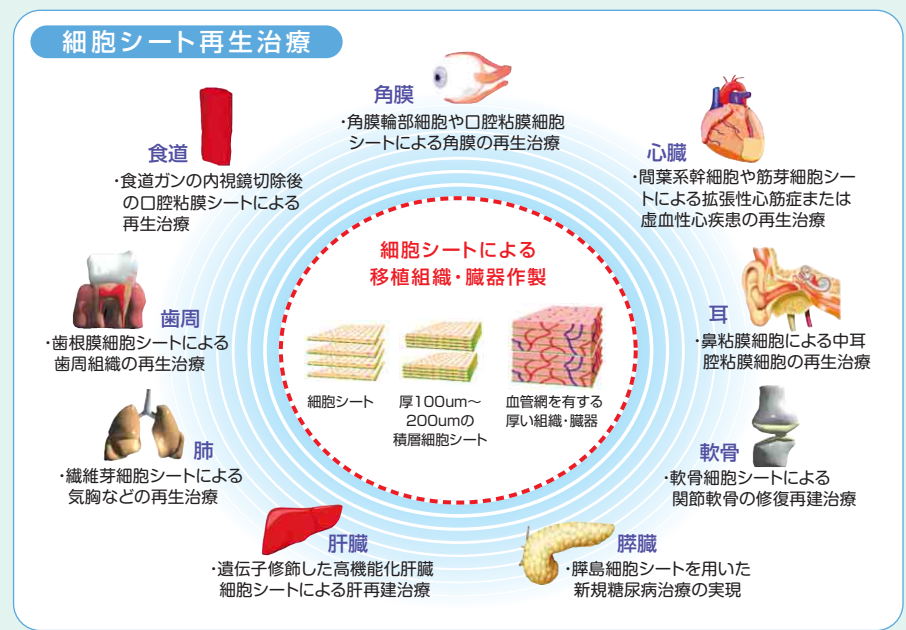 細胞シート再生治療
角膜
・角膜輪部細胞や口腔粘膜細胞
シートによる角膜の再生治療
心臓
・間葉系幹細胞や筋芽細胞シー
トによる拡張性心筋症または
虚血性心疾患の再生治療
耳
・鼻粘膜細胞による中耳
腔粘膜細胞の再生治療
軟骨
・軟骨細胞シートによる
関節軟骨の修復再建治療
膵臓
・膵島細胞シートを用いた
新規糖尿病治療の実現
肝臓
・遺伝子修飾した高機能化肝臓
細胞シートによる肝再建治療
肺
・繊維芽細胞シートによる
気胸などの再生治療
歯周
・歯根膜細胞シートによる
歯周組織の再生治療
食道
・食道ガンの内視鏡切除後
の口腔粘膜シートによる
再生治療
細胞シートによる
移植組織・臓器作製
細胞シート
厚100um〜
200umの
積層細胞シート
血管網を有する
厚い組織・臓器